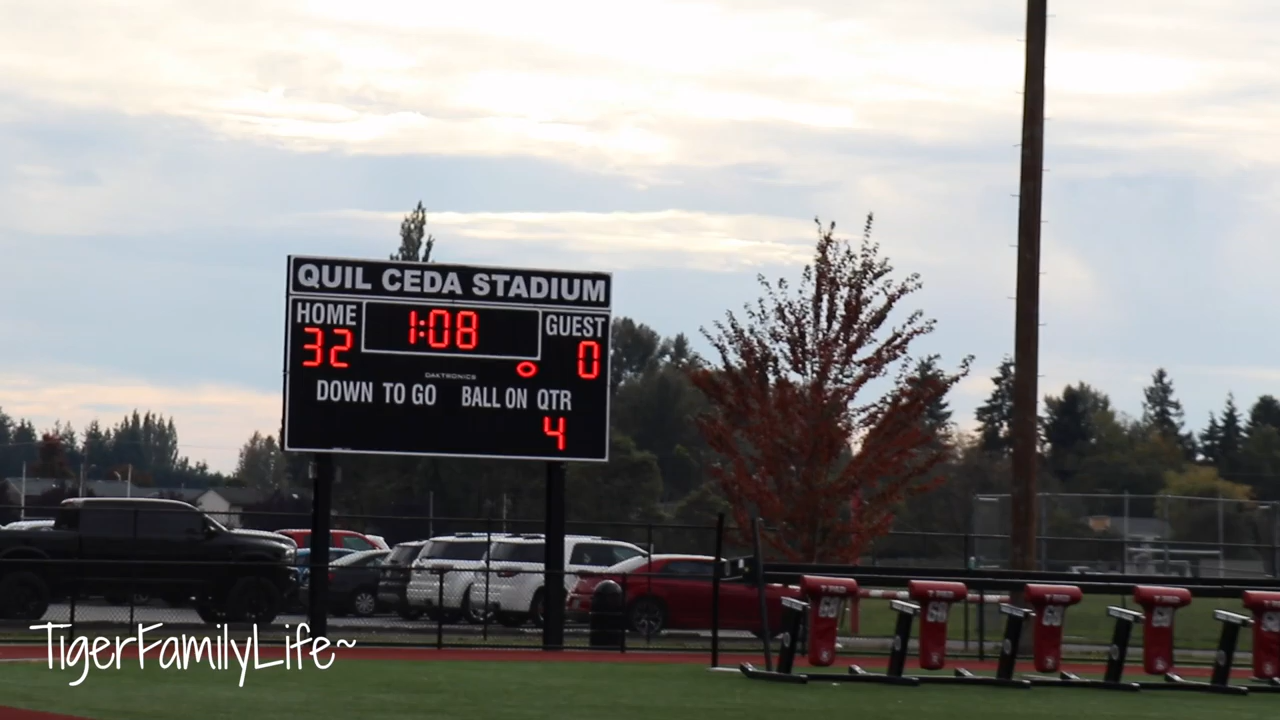 QUIL CEDA STADIUM
HOME 1:08 GUEST
32 0
DAKTRONICS
DOWN TO GO BALL ON QTR
4
TigerFamilyLife~